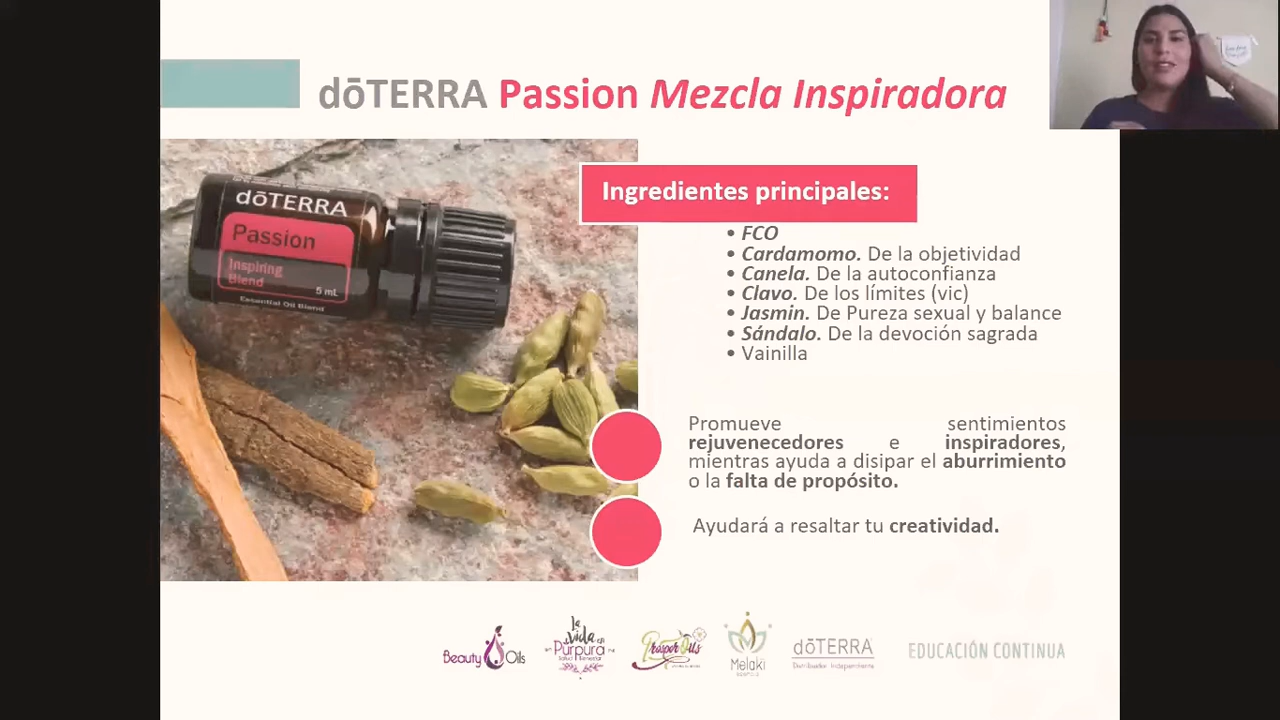 dōTERRA Passion Mezcla Inspiradora
dōTERRA
Passion
Inspiring
Blend
5 mL
Essential Oil Blend
Ingredientes principales:
• FCO
• Cardamomo. De la objetividad
• Canela. De la autoconfianza
• Clavo. De los límites (vic)
• Jasmin. De Pureza sexual y balance
• Sándalo. De la devoción sagrada
• Vainilla
Promueve sentimientos
rejuvenecedores e inspiradores,
mientras ayuda a disipar el aburrimiento
o la falta de propósito.
Ayudará a resaltar tu creatividad.
Beauty Oils
la
vida en
Púrpura
ProsperOils
Melaki
dōTERRA
Distribuidor Independiente
EDUCACIÓN CONTINUA